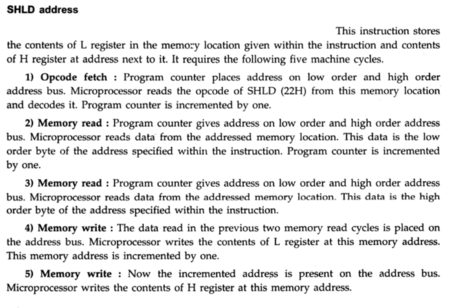 SHLD address
This instruction stores
the contents of L register in the memory location given within the instruction and contents
of H register at address next to it. It requires the following five machine cycles.
1) Opcode fetch : Program counter places address on low order and high order
address bus. Microprocessor reads the opcode of SHLD (22H) from this memory location
and decodes it. Program counter is incremented by one.
2) Memory read : Program counter gives address on low order and high order address
bus. Microprocessor reads data from the addressed memory location. This data is the low
order byte of the address specified within the instruction. Program counter is incremented
by one.
3) Memory read : Program counter gives address on low order and high order address
bus. Microprocessor reads data from the addressed memory location. This data is the high
order byte of the address specified within the instruction.
4) Memory write : The data read in the previous two memory read cycles is placed on
the address bus. Microprocessor writes the contents of L register at this memory address.
This memory address is incremented by one.
5) Memory write : Now the incremented address is present on the address bus.
Microprocessor writes the contents of H register at this memory address.